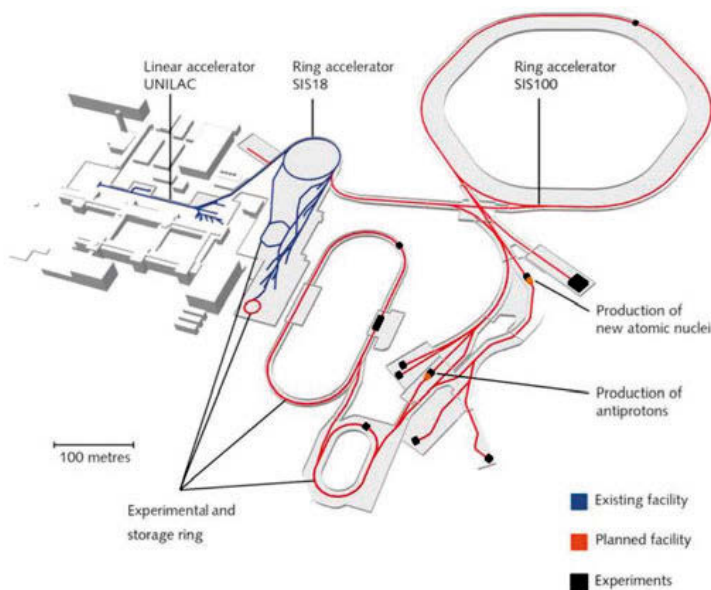 Linear accelerator
UNILAC
Ring accelerator
SIS18
Ring accelerator
SIS100
Production of
new atomic nuclei
Production of
antiprotons
100 metres
Experimental and
storage ring
Existing facility
Planned facility
Experiments